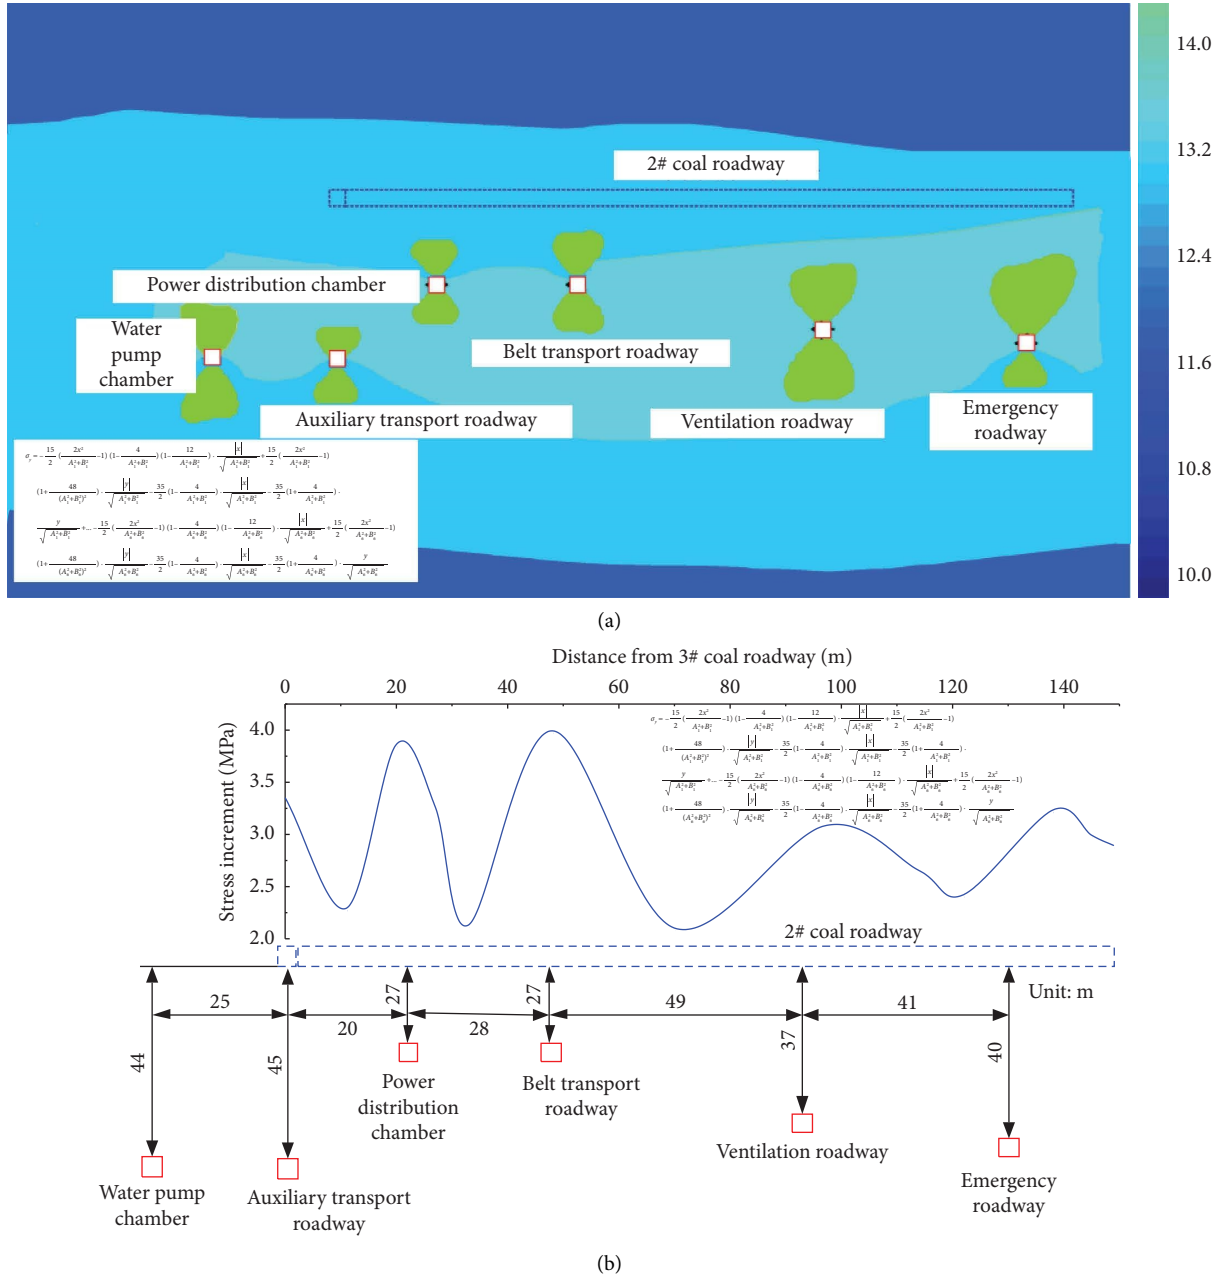 14.0
13.2
12.4
11.6
10.8
10.0
2# coal roadway
Power distribution chamber
Water
pump
chamber
Belt transport roadway
Auxiliary transport roadway
Ventilation roadway
Emergency
roadway
(a)
Distance from 3# coal roadway (m)
0 20 40 60 80 100 120 140
Stress increment (MPa)
4.0
3.5
3.0
2.5
2.0
2# coal roadway
Unit: m
25 20 28 49 41
44 45 27 27 37 40
Power
distribution
chamber
Belt transport
roadway
Ventilation roadway
Water pump
chamber
Auxiliary transport
roadway
Emergency
roadway
(b)